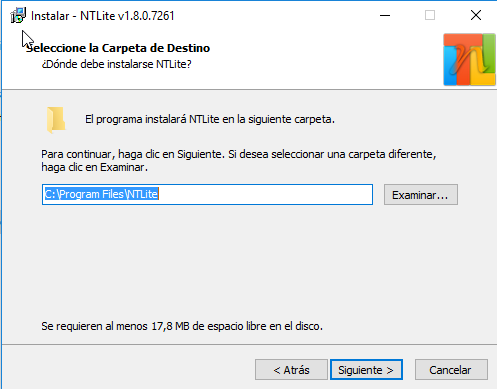 Instalar - NTLite v1.8.0.7261
Seleccione la Carpeta de Destino
¿Dónde debe instalarse NTLite?
El programa instalará NTLite en la siguiente carpeta.
Para continuar, haga clic en Siguiente. Si desea seleccionar una carpeta diferente,
haga clic en Examinar.
C:\Program Files\NTLite
Examinar...
Se requieren al menos 17,8 MB de espacio libre en el disco.
< Atrás
Siguiente >
Cancelar